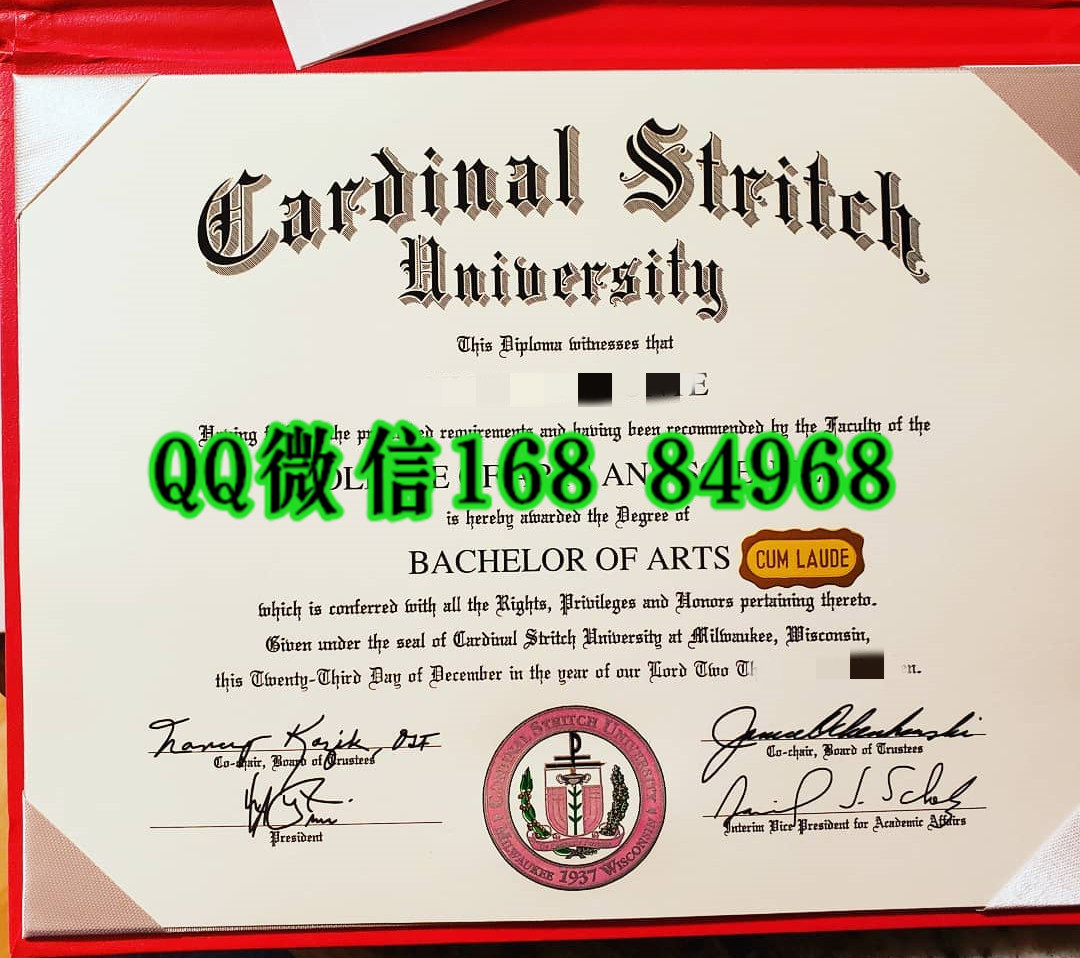 Cardinal Stritch
University
This Diploma witnesses that
E
the requirements and having been recommended by the Faculty of the
QQ微信168 84968
is hereby awarded the Degree of
BACHELOR OF ARTS CUM LAUDE
which is conferred with all the Rights, Privileges and Honors pertaining thereto.
Given under the seal of Cardinal Stritch University at Milwaukee, Wisconsin,
this Twenty-Third Day of December in the year of our Lord Two
Co-chair, Board of Trustees
Co-chair, Board of Trustees
President
Interim Vice President for Academic Affairs
CARDINAL STRITCH UNIVERSITY
MILWAUKEE 1937 WISCONSIN